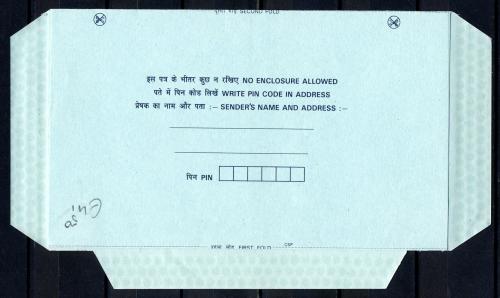 दूसरा मोड़ SECOND FOLD
इस पत्र के भीतर कुछ न रखिए NO ENCLOSURE ALLOWED
पते में पिन कोड लिखें WRITE PIN CODE IN ADDRESS
प्रेषक का नाम और पता :— SENDER'S NAME AND ADDRESS :—
पिन PIN
पहला मोड़ FIRST FOLD
CSP